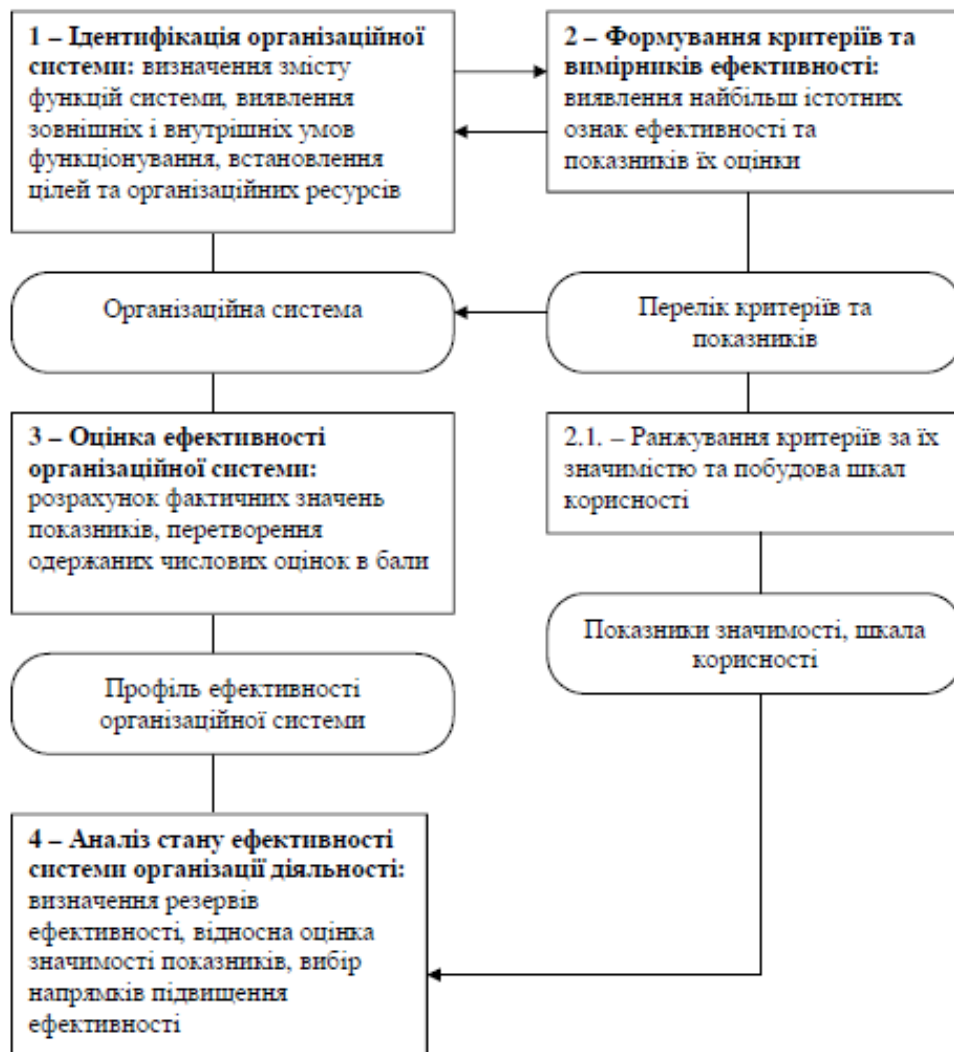 1 – Ідентифікація організаційної
системи: визначення змісту
функцій системи, виявлення
зовнішніх і внутрішніх умов
функціонування, встановлення
цілей та організаційних ресурсів
2 – Формування критеріїв та
вимірників ефективності:
виявлення найбільш істотних
ознак ефективності та
показників їх оцінки
Організаційна система
Перелік критеріїв та
показників
3 – Оцінка ефективності
організаційної системи:
розрахунок фактичних значень
показників, перетворення
одержаних числових оцінок в бали
2.1. – Ранжування критеріїв за їх
значимістю та побудова шкал
корисності
Показники значимості, шкала
корисності
Профіль ефективності
організаційної системи
4 – Аналіз стану ефективності
системи організації діяльності:
визначення резервів
ефективності, відносна оцінка
значимості показників, вибір
напрямків підвищення
ефективності